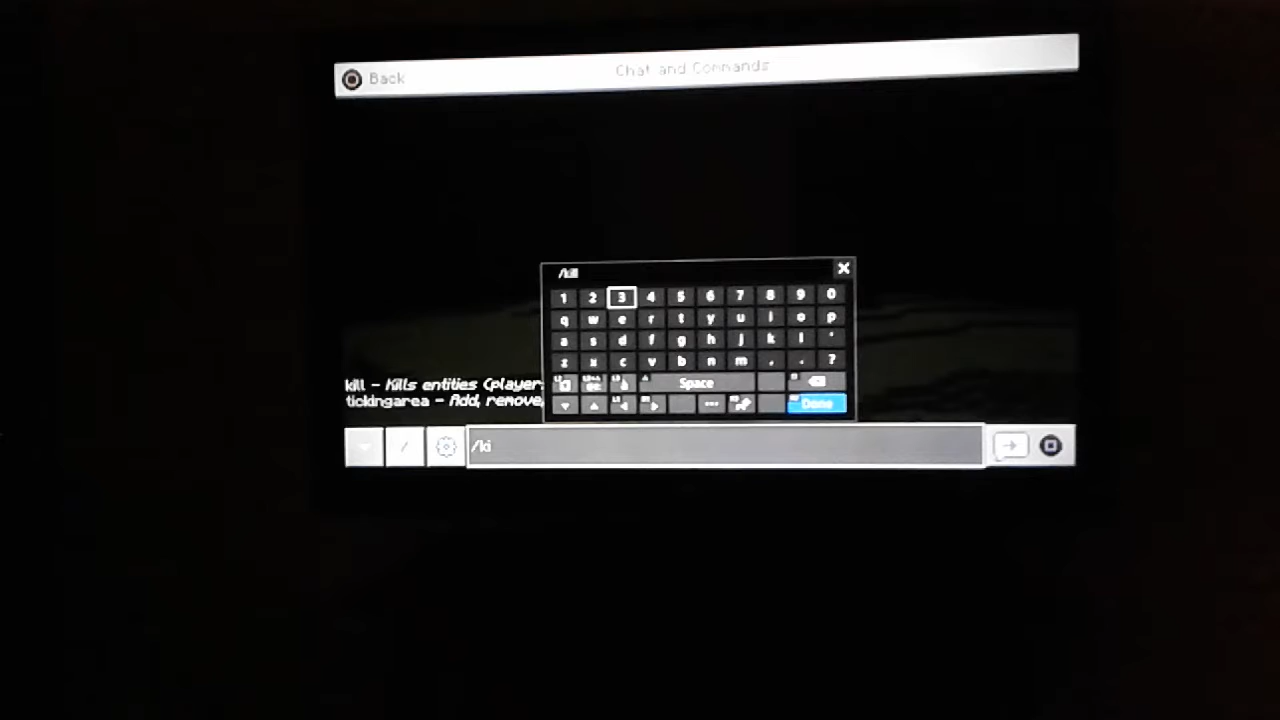 Back
Chat and Commands
/kill
1 2 3 4 5 6 7 8 9 0
q w e r t y u i o p
a s d f g h j k l '
z x c v b n m , . ?
Space
... Done
kill - Kills entities (player
tickingarea - Add, remove,
/ /ki